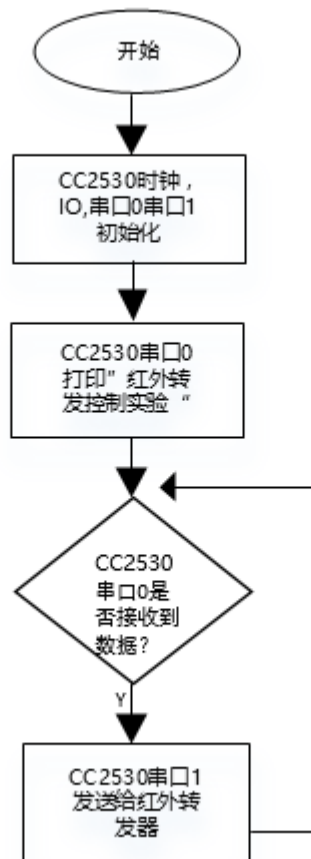 开始
CC2530时钟，
IO,串口0串口1
初始化
CC2530串口0
打印”红外转
发控制实验“
CC2530
串口0是
否接收到
数据？
Y
CC2530串口1
发送给红外转
发器